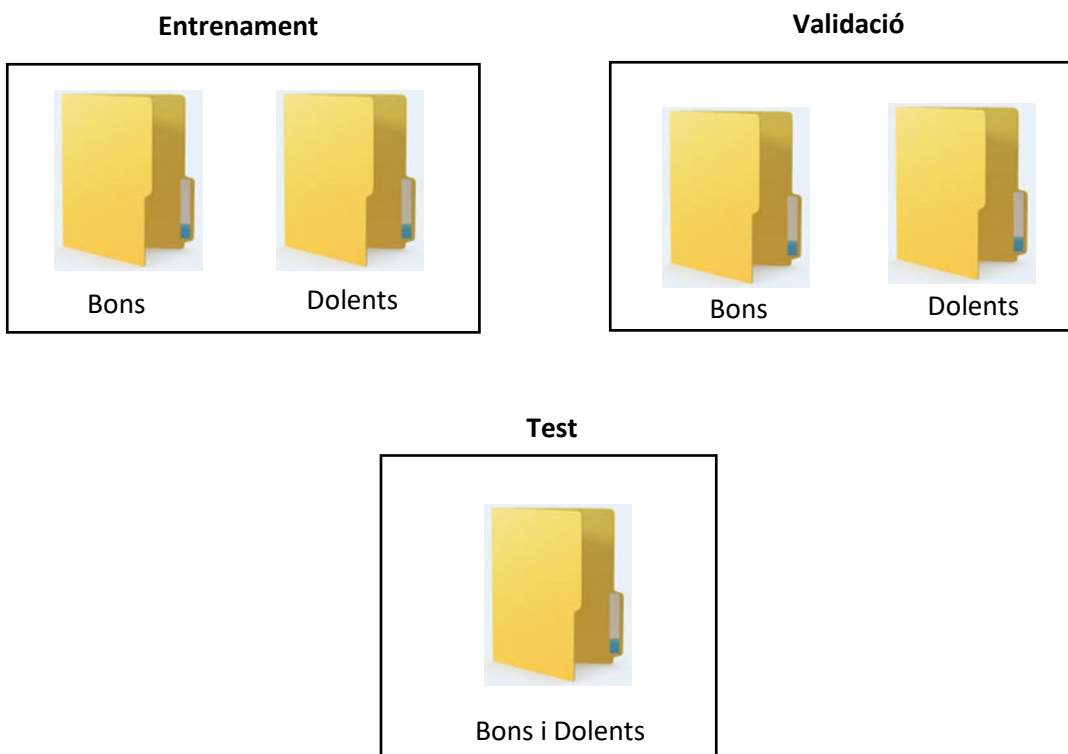 Entrenament
Validació
Bons
Dolents
Bons
Dolents
Test
Bons i Dolents